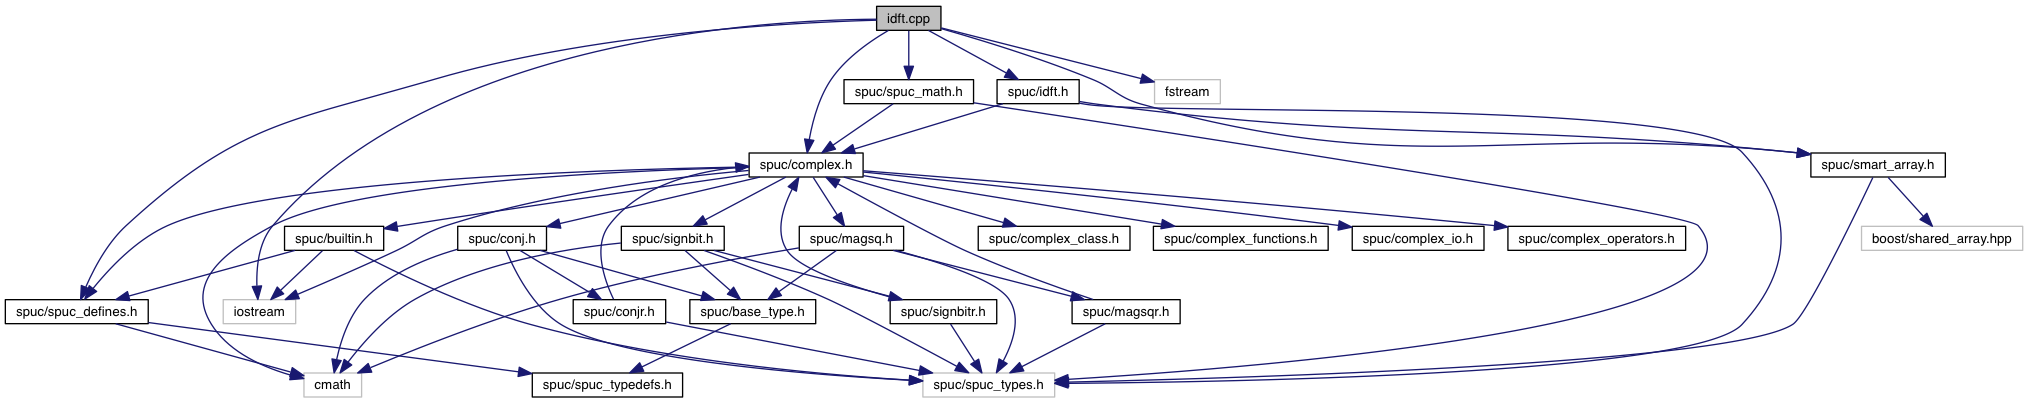 idft.cpp
spuc/spuc_math.h
spuc/idft.h
fstream
spuc/complex.h
spuc/smart_array.h
spuc/builtin.h
spuc/conj.h
spuc/signbit.h
spuc/magsq.h
spuc/complex_class.h
spuc/complex_functions.h
spuc/complex_io.h
spuc/complex_operators.h
boost/shared_array.hpp
spuc/spuc_defines.h
iostream
spuc/conjr.h
spuc/base_type.h
spuc/signbitr.h
spuc/magsqr.h
cmath
spuc/spuc_typedefs.h
spuc/spuc_types.h